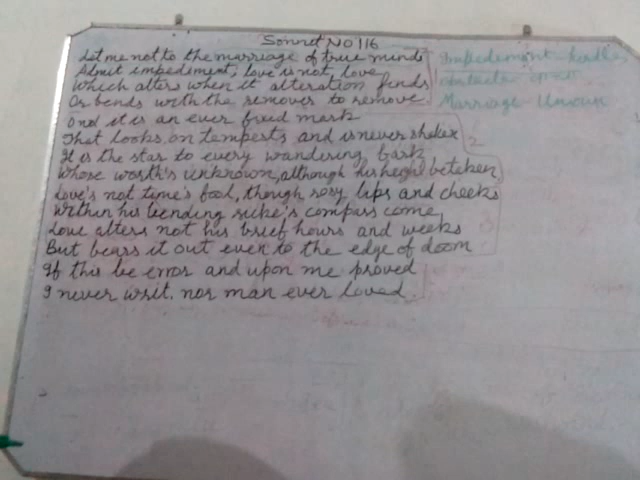 Sonnet No 116
Let me not to the marriage of true minds
Admit impediment, love is not love
Which alters when it alteration finds
Or bends with the remover to remove.
O no! it is an ever fixed mark
That looks on tempests and is never shaken
It is the star to every wandering bark
Whose worth's unknown, although his height be taken
Love's not time's fool, though rosy lips and cheeks
Within his bending sickle's compass come
Love alters not his brief hours and weeks
But bears it out even to the edge of doom
If this be error and upon me proved
I never writ, nor man ever loved
Impediment - hurdles
obstacle
Marriage - Union
2
3